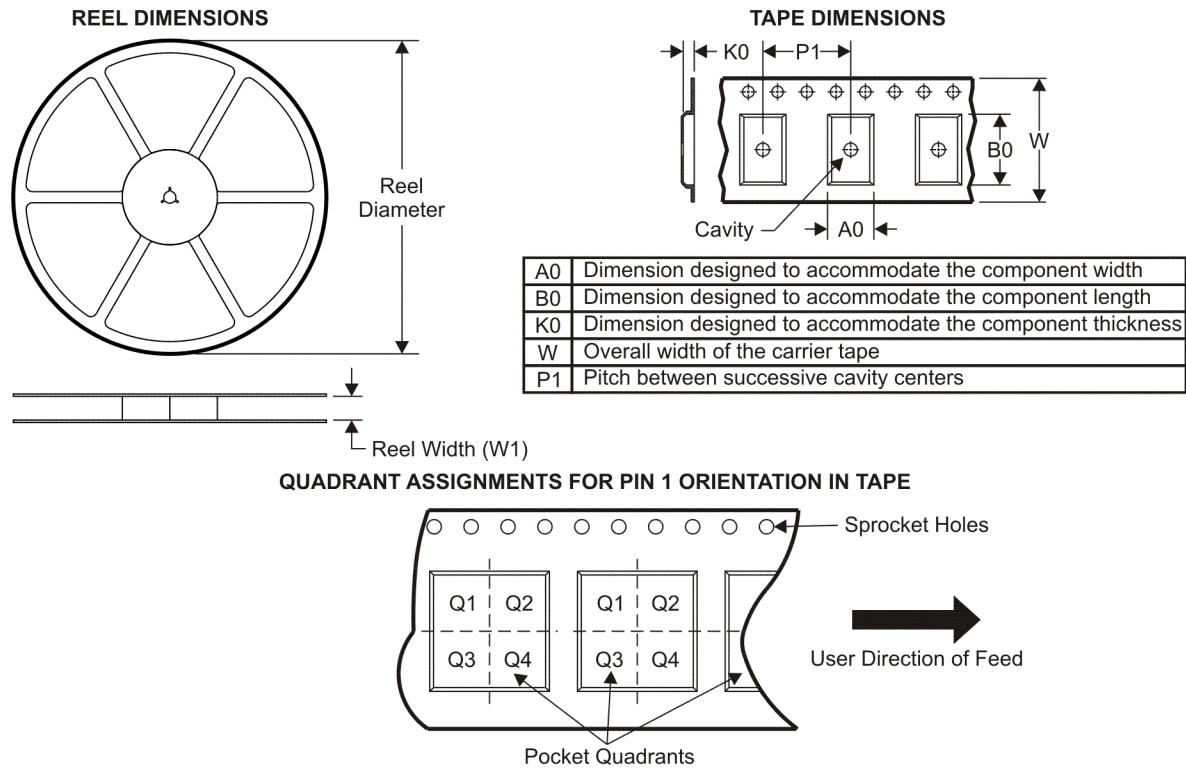 REEL DIMENSIONS
Reel
Diameter
Reel Width (W1)
TAPE DIMENSIONS
K0
P1
B0
W
Cavity
A0
A0 Dimension designed to accommodate the component width
B0 Dimension designed to accommodate the component length
K0 Dimension designed to accommodate the component thickness
W Overall width of the carrier tape
P1 Pitch between successive cavity centers
QUADRANT ASSIGNMENTS FOR PIN 1 ORIENTATION IN TAPE
Sprocket Holes
Q1 Q2 Q1 Q2
Q3 Q4 Q3 Q4
User Direction of Feed
Pocket Quadrants